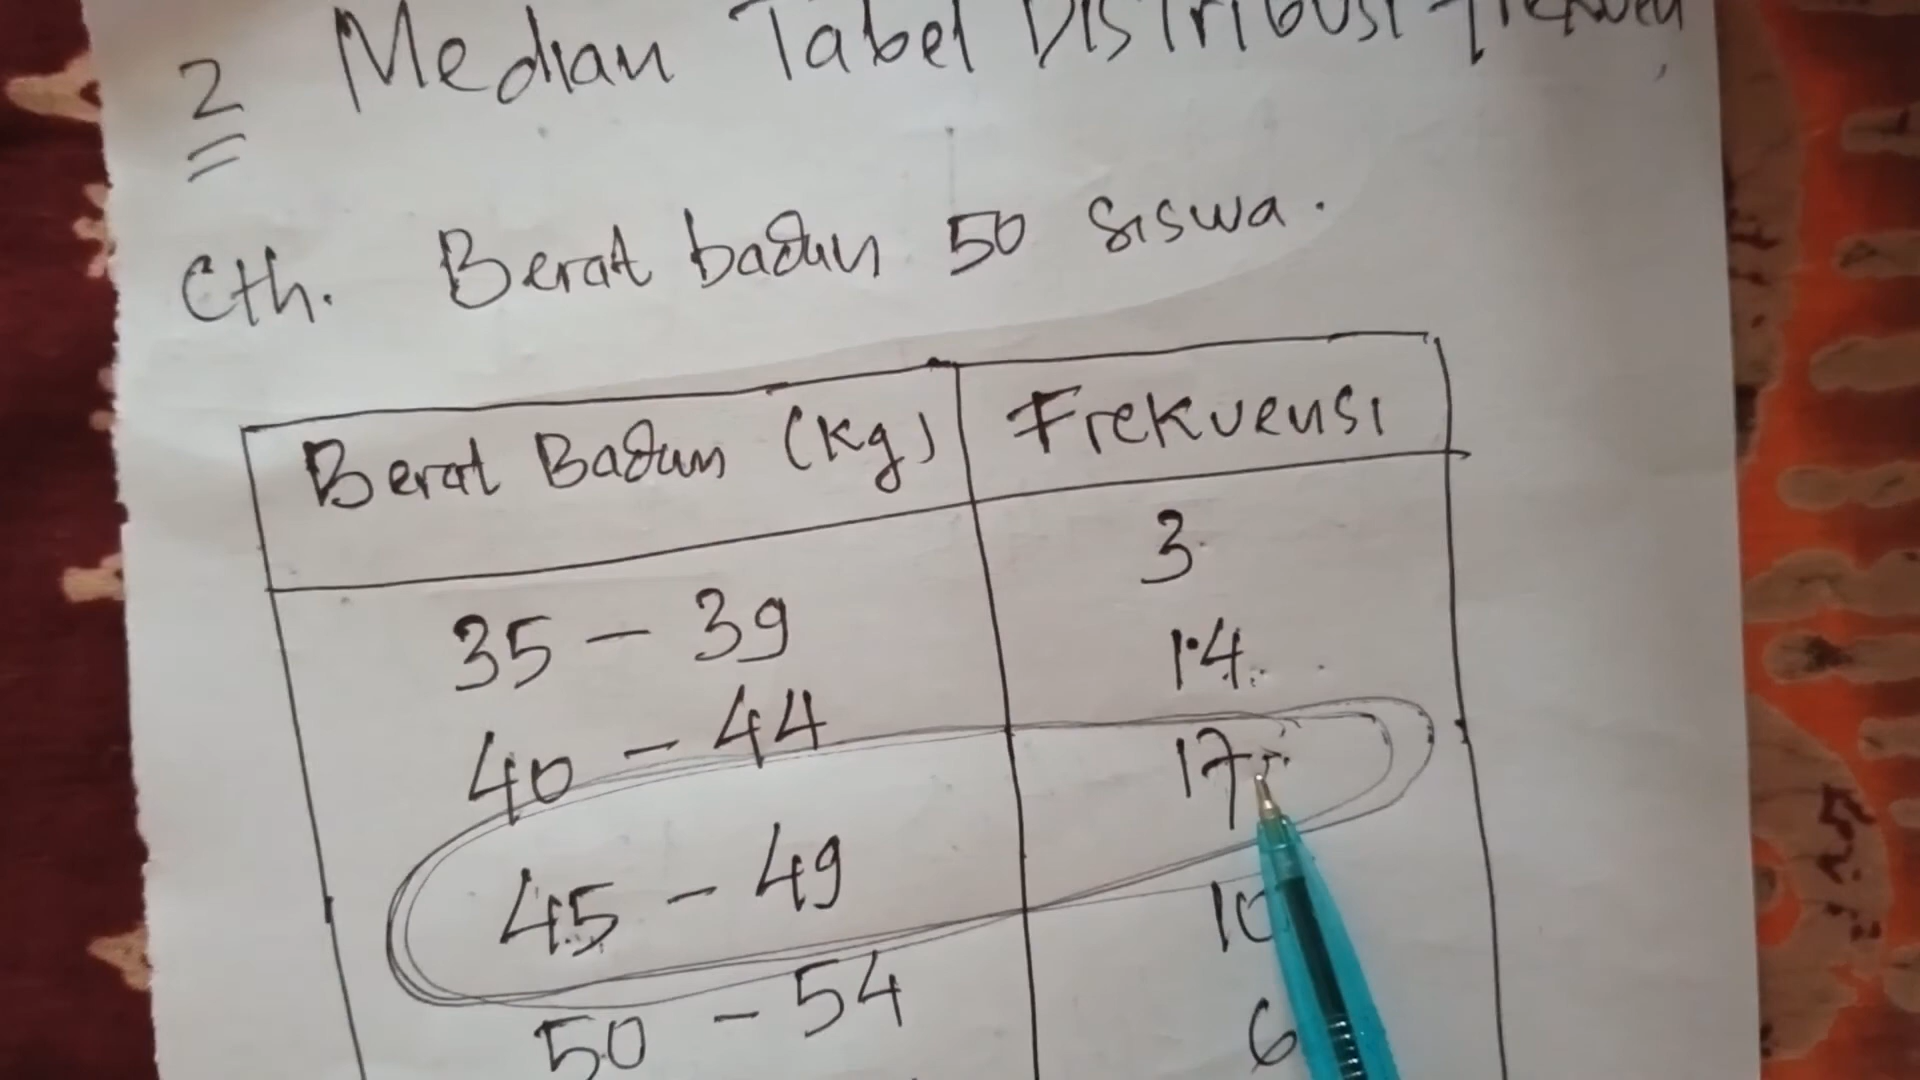 2 Median Tabel Distribusi
Cth. Berat badan 50 siswa.
Berat Badan (Kg) Frekuensi
35 - 39 3
40 - 44 14
45 - 49 17
50 - 54 10
6